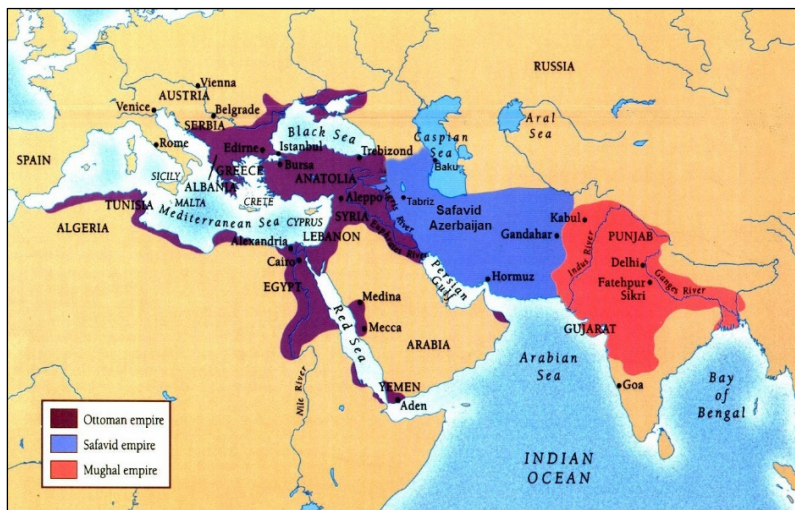 RUSSIA
Vienna
AUSTRIA
Venice
Belgrade
SERBIA
Rome
Black Sea
Caspian
Sea
Aral
Sea
Baku
Edirne
Istanbul
Trebizond
Bursa
SPAIN
GREECE
ANATOLIA
ALBANIA
SICILY
TUNISIA
MALTA
CRETE
CYPRUS
Mediterranean Sea
ALGERIA
Aleppo
SYRIA
Tigris River
Euphrates River
LEBANON
Tabriz
Safavid
Azerbaijan
Kabul
Gandahar
PUNJAB
Indus River
Delhi
Ganges River
Fatehpur
Sikri
Alexandria
Cairo
EGYPT
Persian
Gulf
Hormuz
Medina
Mecca
Red Sea
ARABIA
GUJARAT
Arabian
Sea
Goa
Bay
of
Bengal
Nile River
YEMEN
Aden
INDIAN
OCEAN
Ottoman empire
Safavid empire
Mughal empire